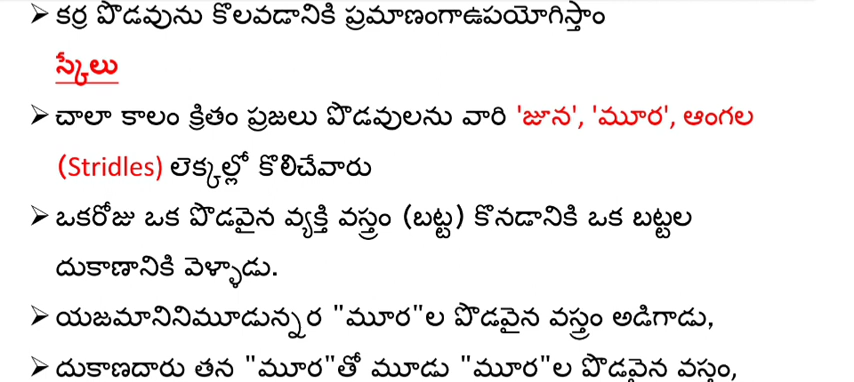 ➢ కర్ర పొడవును కొలవడానికి ప్రమాణంగాఉపయోగిస్తాం
స్కేలు
➢ చాలా కాలం క్రితం ప్రజలు పొడవులను వారి 'జూన', 'మూర', ఆంగల
(Stridles) లెక్కల్లో కొలిచేవారు
➢ ఒకరోజు ఒక పొడవైన వ్యక్తి వస్త్రం (బట్ట) కొనడానికి ఒక బట్టల
దుకాణానికి వెళ్ళాడు.
➢ యజమానినిమూడున్నర "మూర"ల పొడవైన వస్త్రం అడిగాడు,
➢ దుకాణదారు తన "మూర"తో మూడు "మూర"ల పొడవైన వస్త్రం,